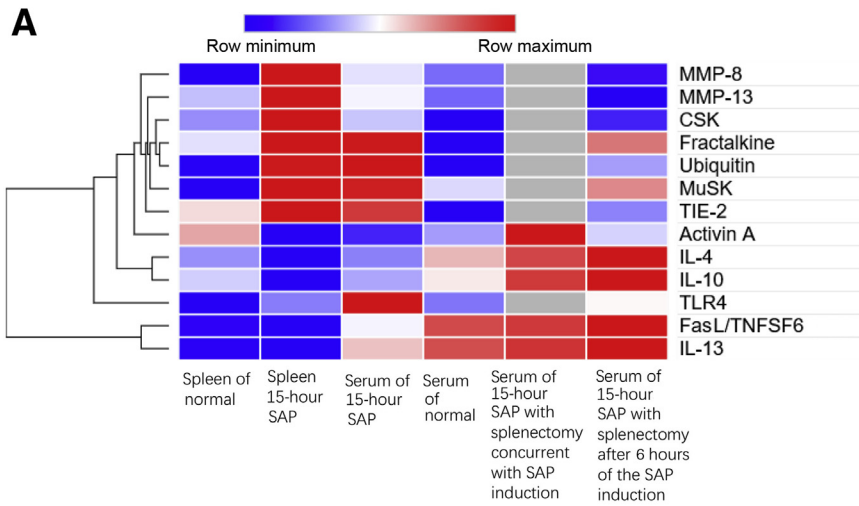 A
Row minimum
Row maximum
MMP-8
MMP-13
CSK
Fractalkine
Ubiquitin
MuSK
TIE-2
Activin A
IL-4
IL-10
TLR4
FasL/TNFSF6
IL-13
Spleen of
normal
Spleen
15-hour
SAP
Serum of
15-hour
SAP
Serum
of
normal
Serum of
15-hour
SAP with
splenectomy
concurrent
with SAP
induction
Serum of
15-hour
SAP with
splenectomy
after 6 hours
of the SAP
induction